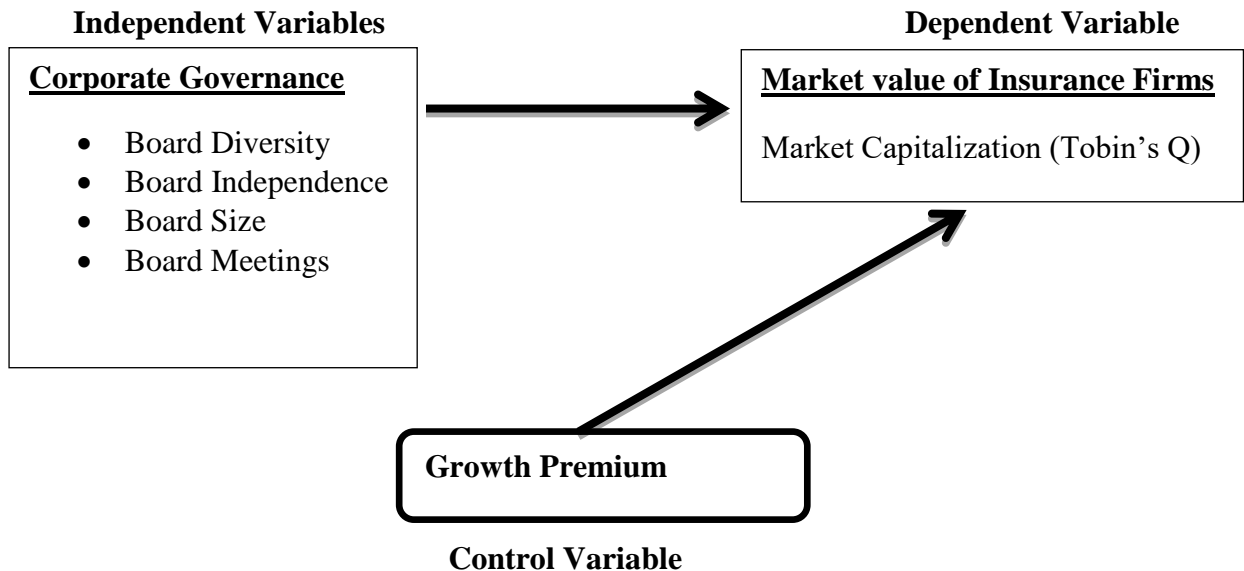 Independent Variables
Corporate Governance
• Board Diversity
• Board Independence
• Board Size
• Board Meetings
Dependent Variable
Market value of Insurance Firms
Market Capitalization (Tobin’s Q)
Growth Premium
Control Variable